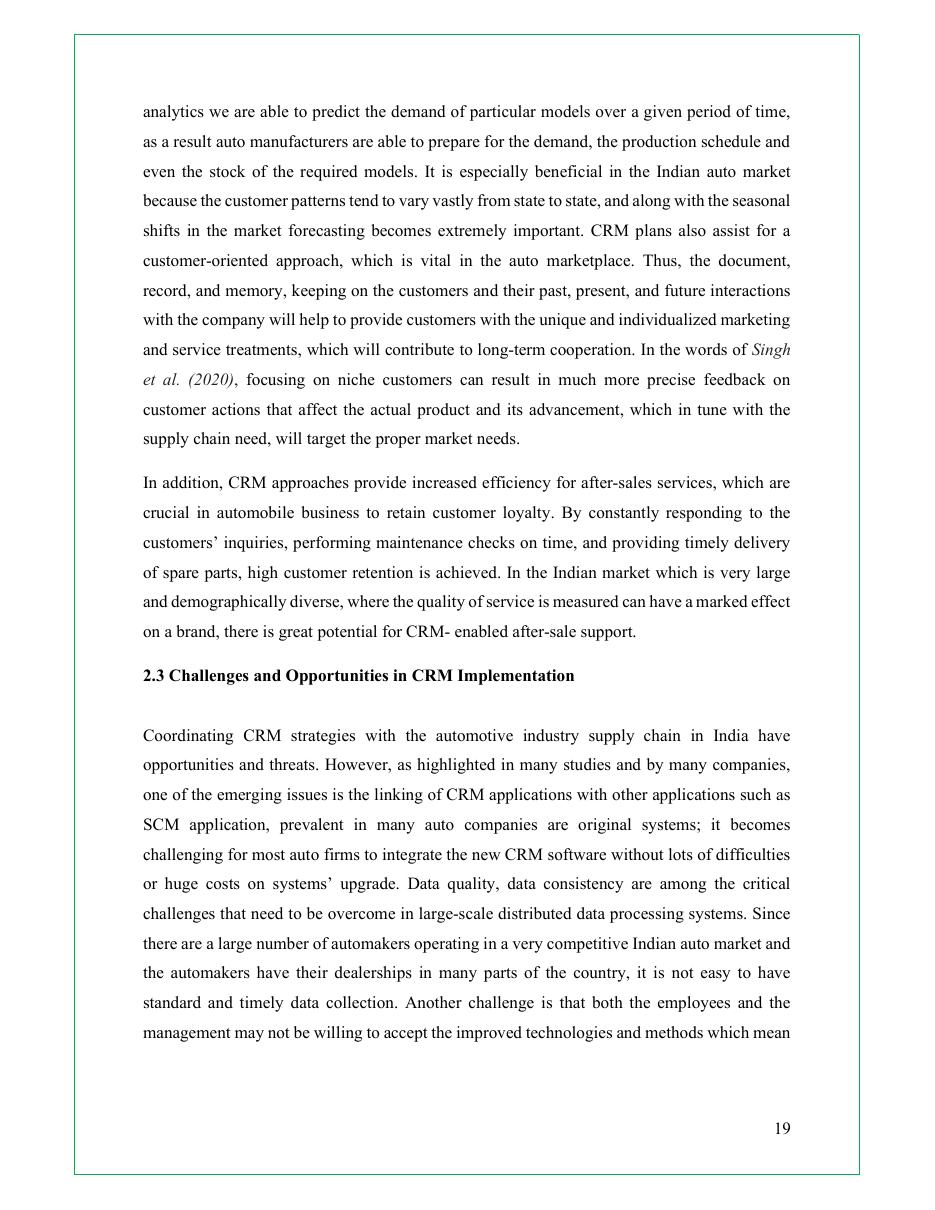 analytics we are able to predict the demand of particular models over a given period of time,
as a result auto manufacturers are able to prepare for the demand, the production schedule and
even the stock of the required models. It is especially beneficial in the Indian auto market
because the customer patterns tend to vary vastly from state to state, and along with the seasonal
shifts in the market forecasting becomes extremely important. CRM plans also assist for a
customer-oriented approach, which is vital in the auto marketplace. Thus, the document,
record, and memory, keeping on the customers and their past, present, and future interactions
with the company will help to provide customers with the unique and individualized marketing
and service treatments, which will contribute to long-term cooperation. In the words of Singh
et al. (2020), focusing on niche customers can result in much more precise feedback on
customer actions that affect the actual product and its advancement, which in tune with the
supply chain need, will target the proper market needs.
In addition, CRM approaches provide increased efficiency for after-sales services, which are
crucial in automobile business to retain customer loyalty. By constantly responding to the
customers’ inquiries, performing maintenance checks on time, and providing timely delivery
of spare parts, high customer retention is achieved. In the Indian market which is very large
and demographically diverse, where the quality of service is measured can have a marked effect
on a brand, there is great potential for CRM- enabled after-sale support.
2.3 Challenges and Opportunities in CRM Implementation
Coordinating CRM strategies with the automotive industry supply chain in India have
opportunities and threats. However, as highlighted in many studies and by many companies,
one of the emerging issues is the linking of CRM applications with other applications such as
SCM application, prevalent in many auto companies are original systems; it becomes
challenging for most auto firms to integrate the new CRM software without lots of difficulties
or huge costs on systems’ upgrade. Data quality, data consistency are among the critical
challenges that need to be overcome in large-scale distributed data processing systems. Since
there are a large number of automakers operating in a very competitive Indian auto market and
the automakers have their dealerships in many parts of the country, it is not easy to have
standard and timely data collection. Another challenge is that both the employees and the
management may not be willing to accept the improved technologies and methods which mean
19